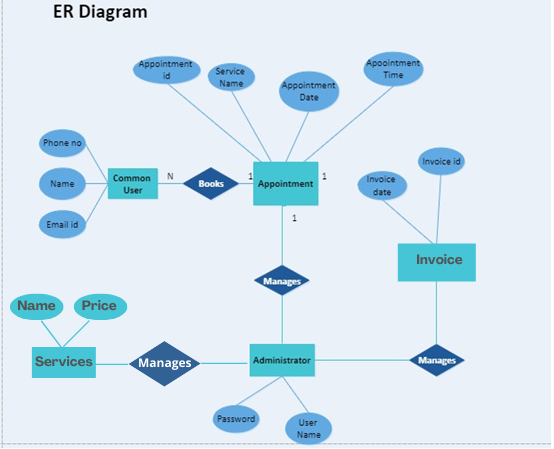 ER Diagram
Appointment
id
Service
Name
Appointment
Date
Appointment
Time
Phone no
Name
Email id
Common
User
N
Books
1
Appointment
1
1
Invoice
date
Invoice id
Invoice
Manages
Name
Price
Services
Manages
Administrator
Manages
Password
User
Name